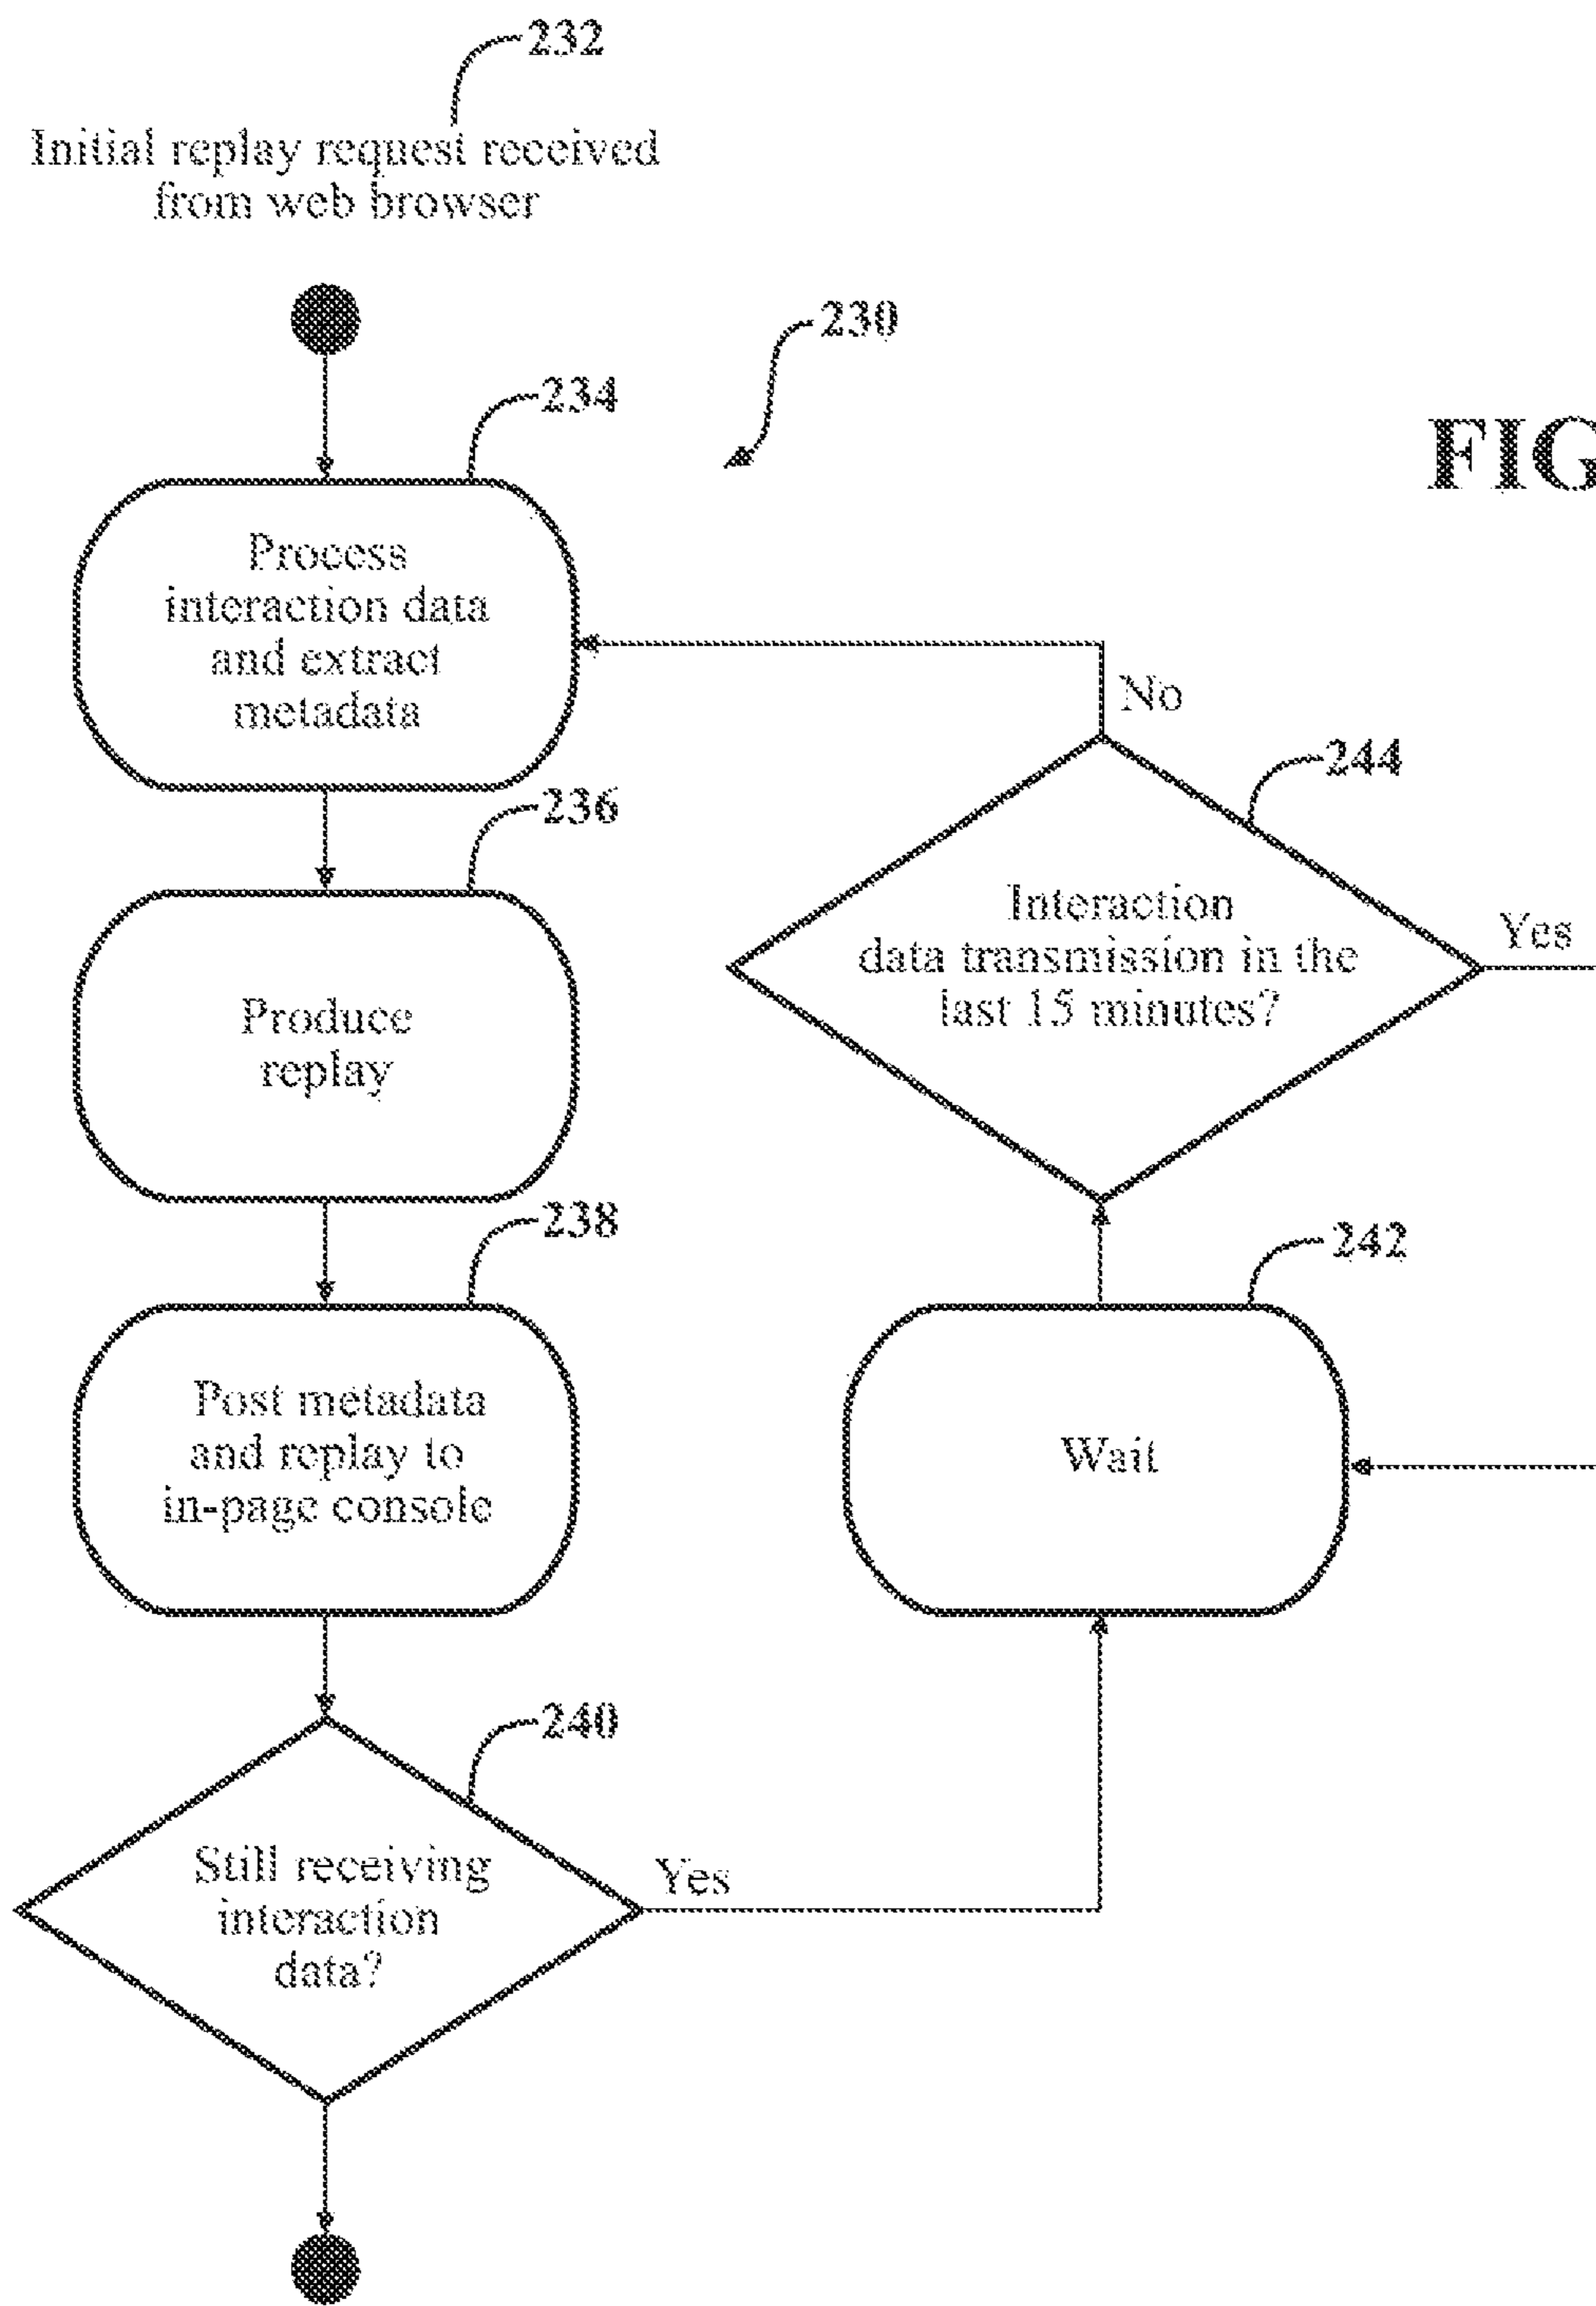 232
Initial replay request received
from web browser
230
234
FIG
Process
interaction data
and extract
metadata
No
244
236
Interaction
data transmission in the
last 15 minutes?
Yes
Produce
replay
238
242
Post metadata
and replay to
in-page console
Wait
240
Still receiving
interaction
data?
Yes